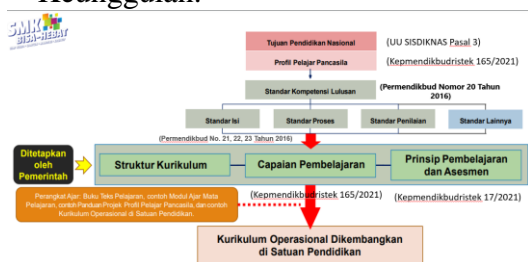 Keunggulan.
SMK
BISA-HEBAT
Tujuan Pendidikan Nasional
(UU SISDIKNAS Pasal 3)
Profil Pelajar Pancasila
(Kepmendikbudristek 165/2021)
Standar Kompetensi Lulusan
(Permendikbud Nomor 20 Tahun
2016)
Standar Isi
Standar Proses
Standar Penilaian
Standar Lainnya
(Permendikbud No. 21, 22, 23 Tahun 2016)
Ditetapkan
oleh
Pemerintah
Struktur Kurikulum
Capaian Pembelajaran
Prinsip Pembelajaran
dan Asesmen
Perangkat Ajar: Buku Teks Pelajaran, contoh Modul Ajar Mata
Pelajaran, contoh Panduan Projek Profil Pelajar Pancasila, dan contoh
Kurikulum Operasional di Satuan Pendidikan.
(Kepmendikbudristek 165/2021)
(Kepmendikbudristek 17/2021)
Kurikulum Operasional Dikembangkan
di Satuan Pendidikan